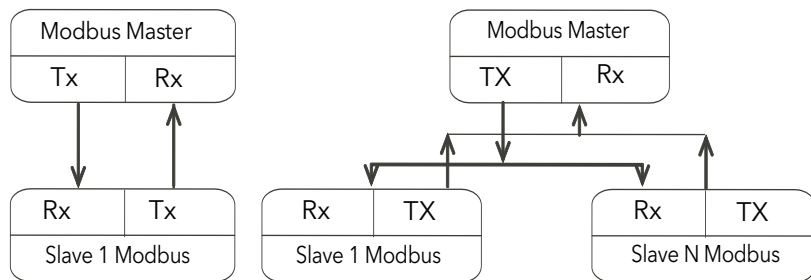 Modbus Master
Tx Rx
Rx Tx
Slave 1 Modbus
Modbus Master
TX Rx
Rx TX
Slave 1 Modbus
Rx TX
Slave N Modbus